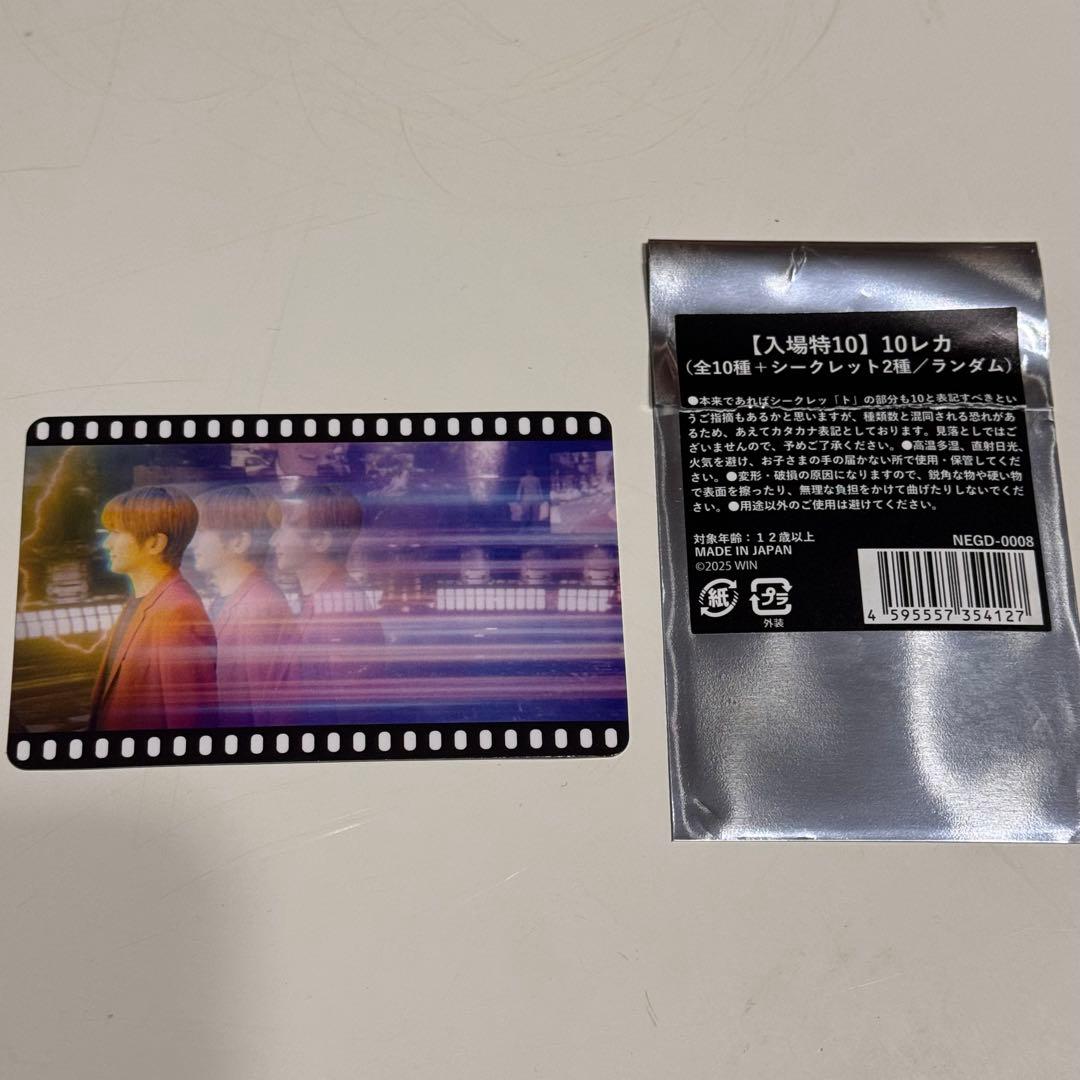 【入場特10】10レカ
（全10種＋シークレット2種／ランダム）
●本来であればシークレッ「ト」の部分も10と表記すべきとい
うご指摘もあるかと思いますが、種類数と混同される恐れがあ
るため、あえてカタカナ表記としております。見落としではご
ざいませんので、予めご了承ください。●高温多湿、直射日光、
火気を避け、お子さまの手の届かない所で使用・保管してくだ
さい。●変形・破損の原因になりますので、鋭角な物や硬い物
で表面を擦ったり、無理な負担をかけて曲げたりしないでくだ
さい。●用途以外のご使用は避けてください。
対象年齢：１２歳以上
MADE IN JAPAN
©2025 WIN
NEGD-0008
紙
プラ
外装
4 595557 354127